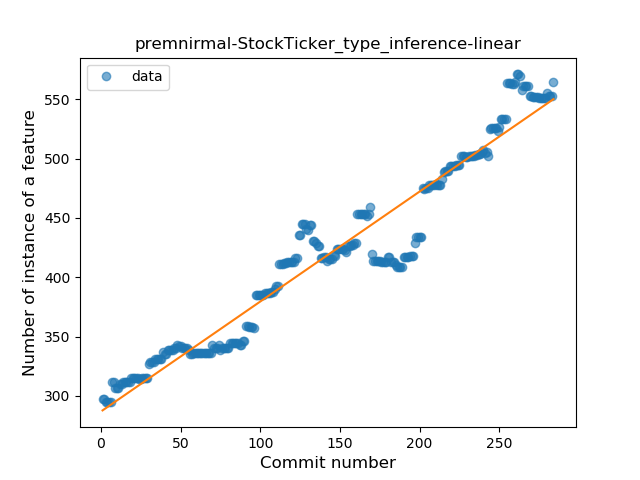 premnirmal-StockTicker_type_inference-linear
data
Number of instance of a feature
550
500
450
400
350
300
0 50 100 150 200 250
Commit number